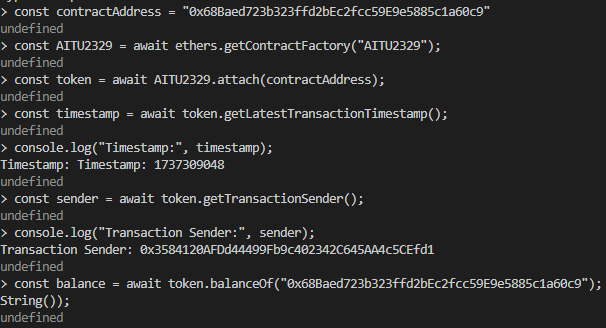 > const contractAddress = "0x68Baed723b323ffd2bEc2fcc59E9e5885c1a60c9"
undefined
> const AITU2329 = await ethers.getContractFactory("AITU2329");
undefined
> const token = await AITU2329.attach(contractAddress);
undefined
> const timestamp = await token.getLatestTransactionTimestamp();
undefined
> console.log("Timestamp:", timestamp);
Timestamp: Timestamp: 1737309048
undefined
> const sender = await token.getTransactionSender();
undefined
> console.log("Transaction Sender:", sender);
Transaction Sender: 0x3584120AFDd44499Fb9c402342C645AA4c5CEfd1
undefined
> const balance = await token.balanceOf("0x68Baed723b323ffd2bEc2fcc59E9e5885c1a60c9");
String());
undefined